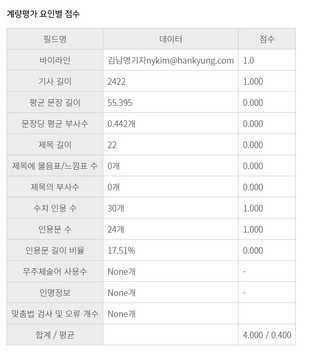 계량평가 요인별 점수
필드명 데이터 점수
바이라인 김남영기자nykim@hankyung.com 1.0
기사 길이 2422 1.000
평균 문장 길이 55.395 0.000
문장당 평균 부사수 0.442개 0.000
제목 길이 22 0.000
제목에 물음표/느낌표 수 0개 0.000
제목의 부사수 0개 0.000
수치 인용 수 30개 1.000
인용문 수 24개 1.000
인용문 길이 비율 17.51% 0.000
무주체술어 사용수 None개 -
인명정보 None개 -
맞춤법 검사 및 오류 개수 None개
합계 / 평균 4.000 / 0.400